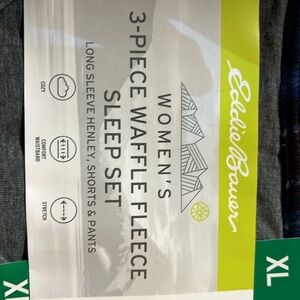 Eddie Bauer
WOMEN'S
3-PIECE WAFFLE FLEECE
SLEEP SET
LONG SLEEVE HENLEY, SHORTS & PANTS
COZY
COMFORT
WAISTBAND
STRETCH
XL
X